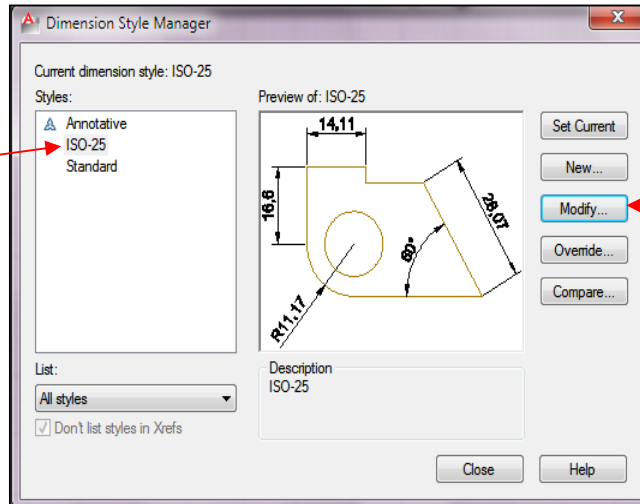 Dimension Style Manager
Current dimension style: ISO-25
Styles:
Annotative
ISO-25
Standard
List:
All styles
Don't list styles in Xrefs
Preview of: ISO-25
14,11
16,6
28,07
60°
R11,17
Description
ISO-25
Set Current
New...
Modify...
Override...
Compare...
Close
Help